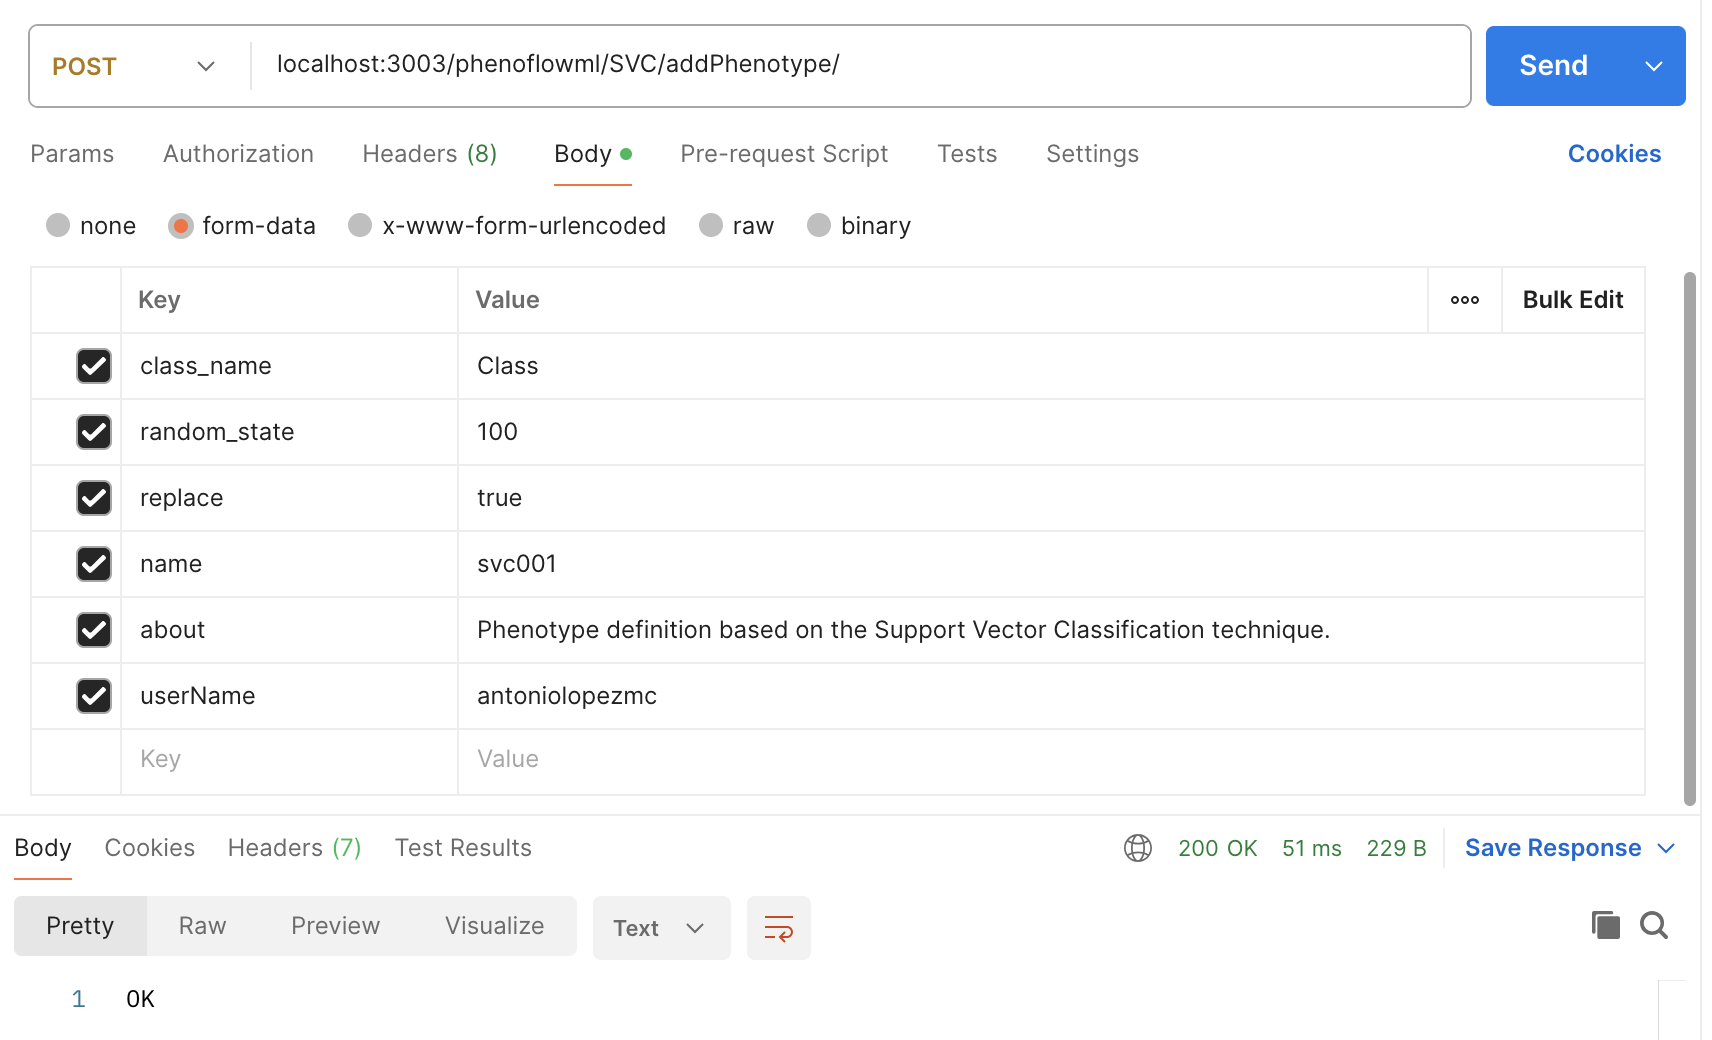 POST localhost:3003/phenoflowml/SVC/addPhenotype/ Send
Params Authorization Headers (8) Body Pre-request Script Tests Settings Cookies
none form-data x-www-form-urlencoded raw binary
Key Value Bulk Edit
class_name Class
random_state 100
replace true
name svc001
about Phenotype definition based on the Support Vector Classification technique.
userName antoniolopezmc
Key Value
Body Cookies Headers (7) Test Results 200 OK 51 ms 229 B Save Response
Pretty Raw Preview Visualize Text
1 OK